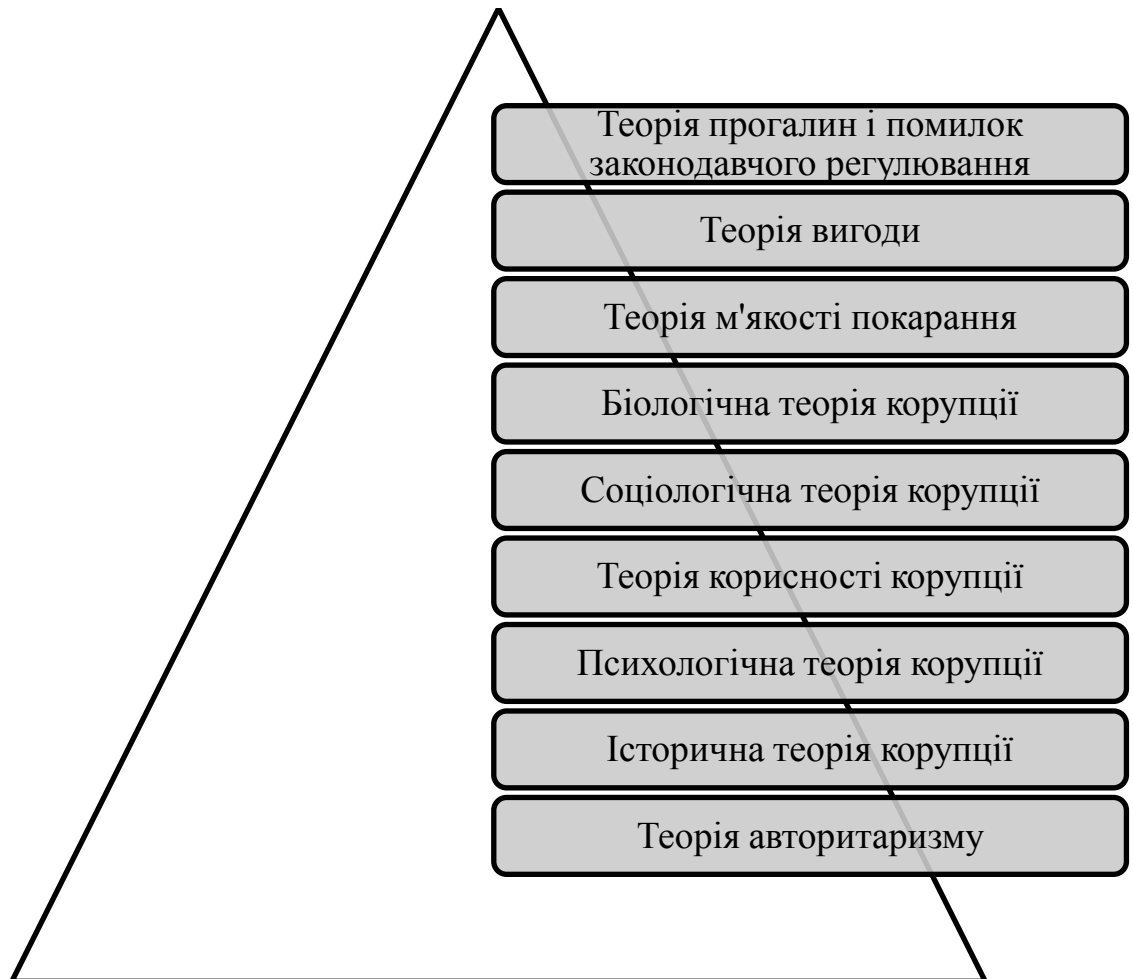 Теорія прогалин і помилок
законодавчого регулювання
Теорія вигоди
Теорія м'якості покарання
Біологічна теорія корупції
Соціологічна теорія корупції
Теорія корисності корупції
Психологічна теорія корупції
Історична теорія корупції
Теорія авторитаризму